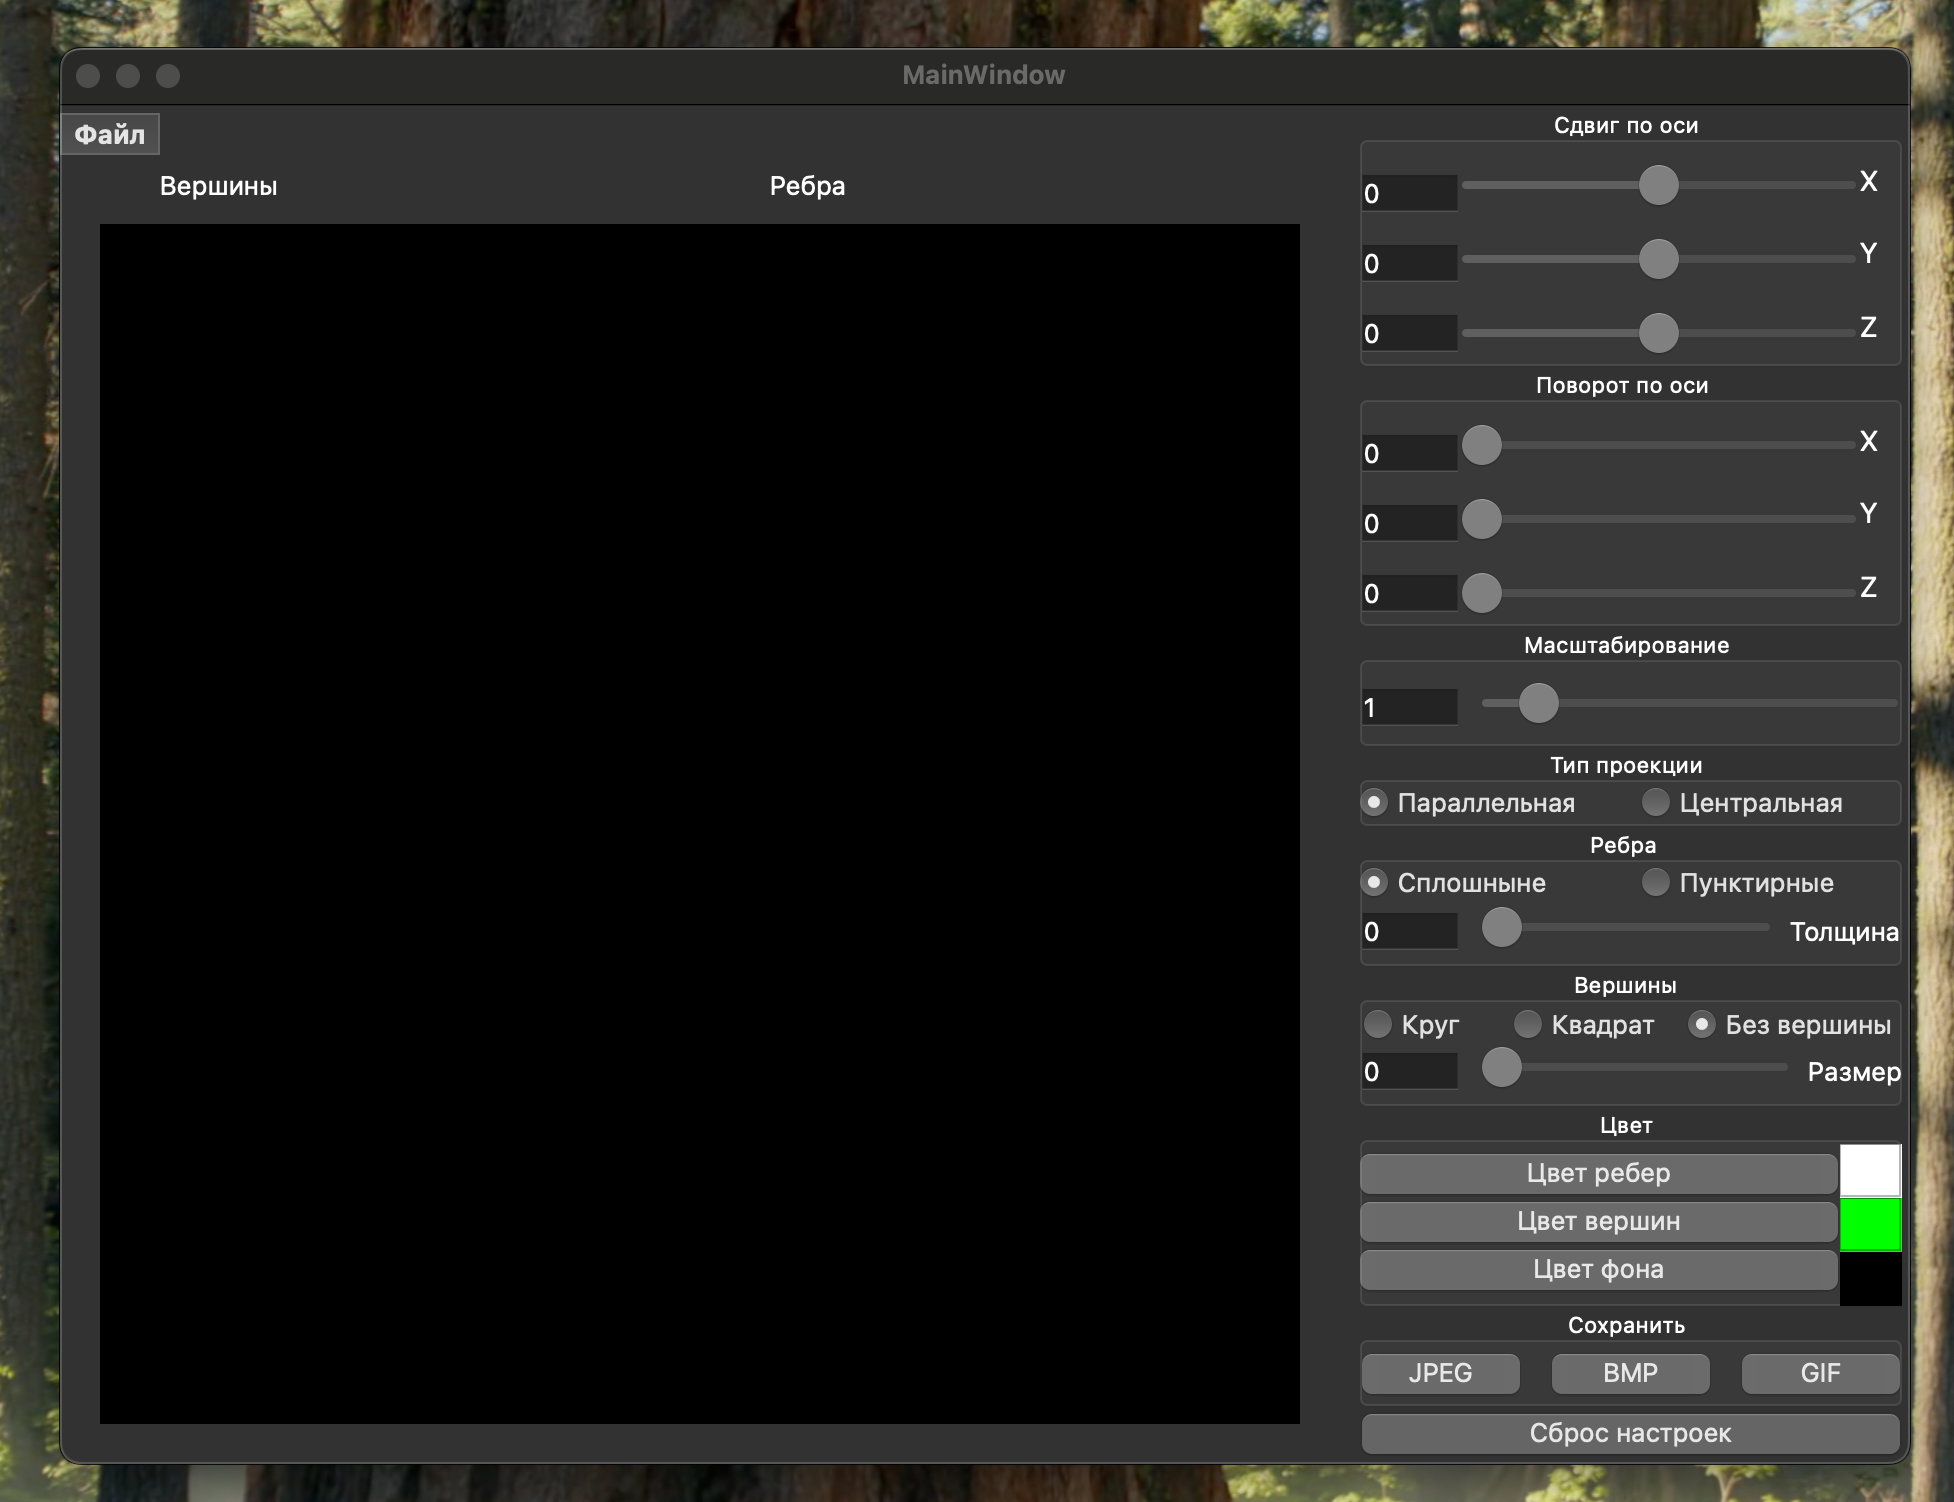 MainWindow
Файл
Вершины
Ребра
Сдвиг по оси
0 X
0 Y
0 Z
Поворот по оси
0 X
0 Y
0 Z
Масштабирование
1
Тип проекции
Параллельная Центральная
Ребра
Сплошныне Пунктирные
0 Толщина
Вершины
Круг Квадрат Без вершины
0 Размер
Цвет
Цвет ребер
Цвет вершин
Цвет фона
Сохранить
JPEG BMP GIF
Сброс настроек